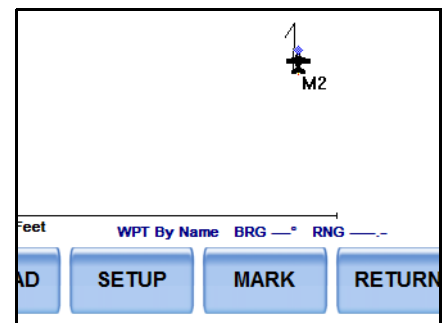 M2
Feet
WPT By Name BRG ––° RNG –––.–
AD SETUP MARK RETURN